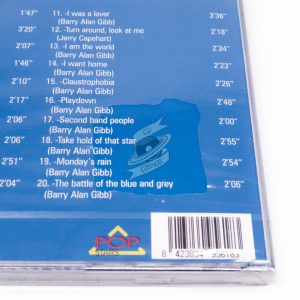 1'47" 11. -I was a lover 3'36"
(Barry Alan Gibb)
3'20" 12. -Turn around, look at me 2'18"
(Jerry Capehart)
2'07" 13. -I am the world 2'34"
(Barry Alan Gibb)
1'46" 14. -I want home 2'23"
(Barry Alan Gibb)
2'10" 15. -Claustrophobia 2'26"
(Barry Alan Gibb)
2'16" 16. -Playdown 2'48"
(Barry Alan Gibb)
2'06" 17. -Second hand people 2'00"
(Barry Alan Gibb)
2'06" 18. -Take hold of that star 2'55"
(Barry Alan Gibb)
2'51" 19. -Monday's rain 2'54"
(Barry Alan Gibb)
2'04" 20. -The battle of the blue and grey 2'06"
(Barry Alan Gibb)
POP
STARS